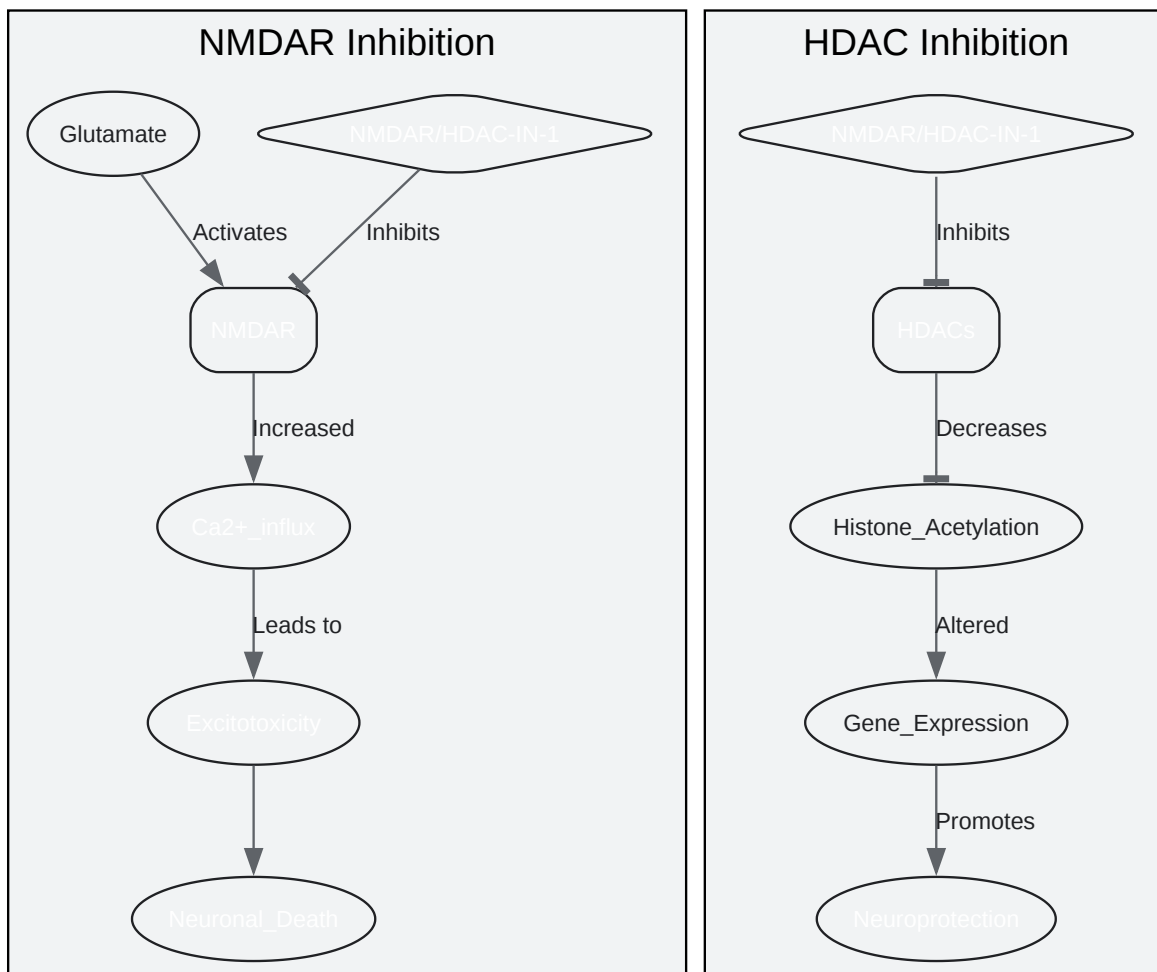 NMDAR Inhibition
Glutamate
NMDAR/HDAC-IN-1
Activates
Inhibits
NMDAR
Increased
Ca2+_influx
Leads to
Excitotoxicity
Neuronal_Death
HDAC Inhibition
NMDAR/HDAC-IN-1
Inhibits
HDACs
Decreases
Histone_Acetylation
Altered
Gene_Expression
Promotes
Neuroprotection